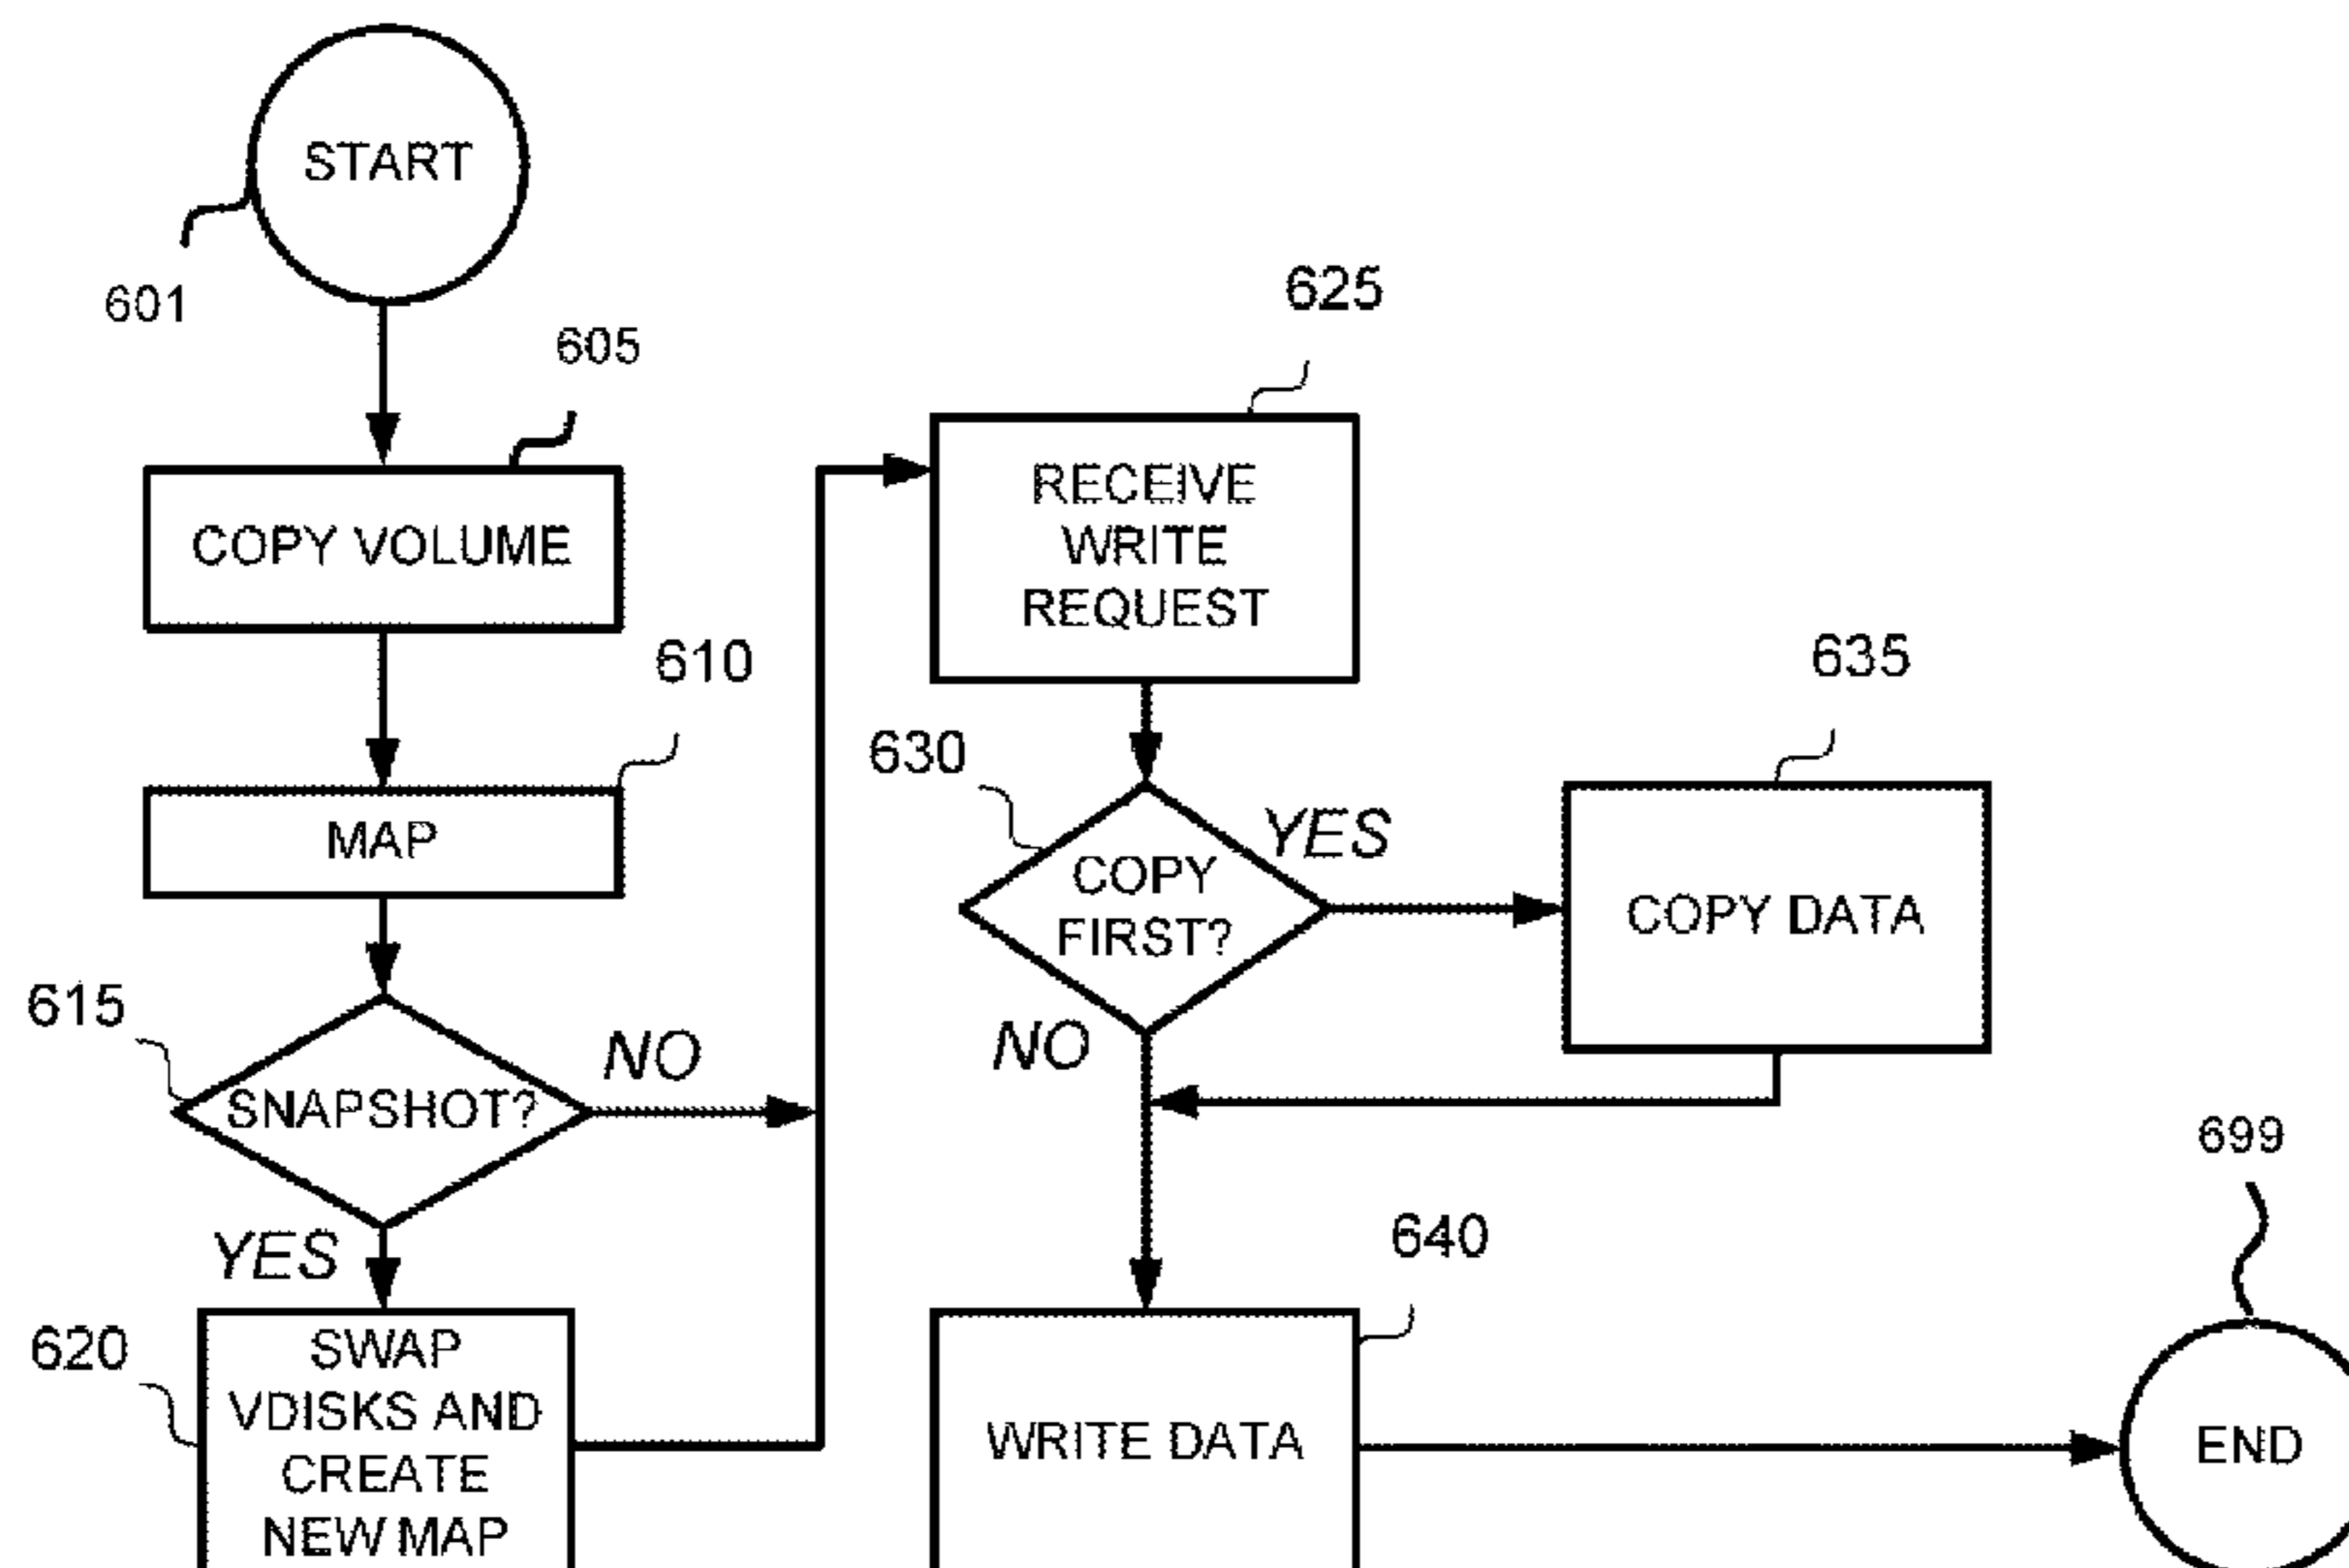 START
601
605
COPY VOLUME
610
MAP
615
SNAPSHOT?
NO
YES
620
SWAP
VDISKS AND
CREATE
NEW MAP
625
RECEIVE
WRITE
REQUEST
630
COPY
FIRST?
YES
NO
635
COPY DATA
640
WRITE DATA
699
END